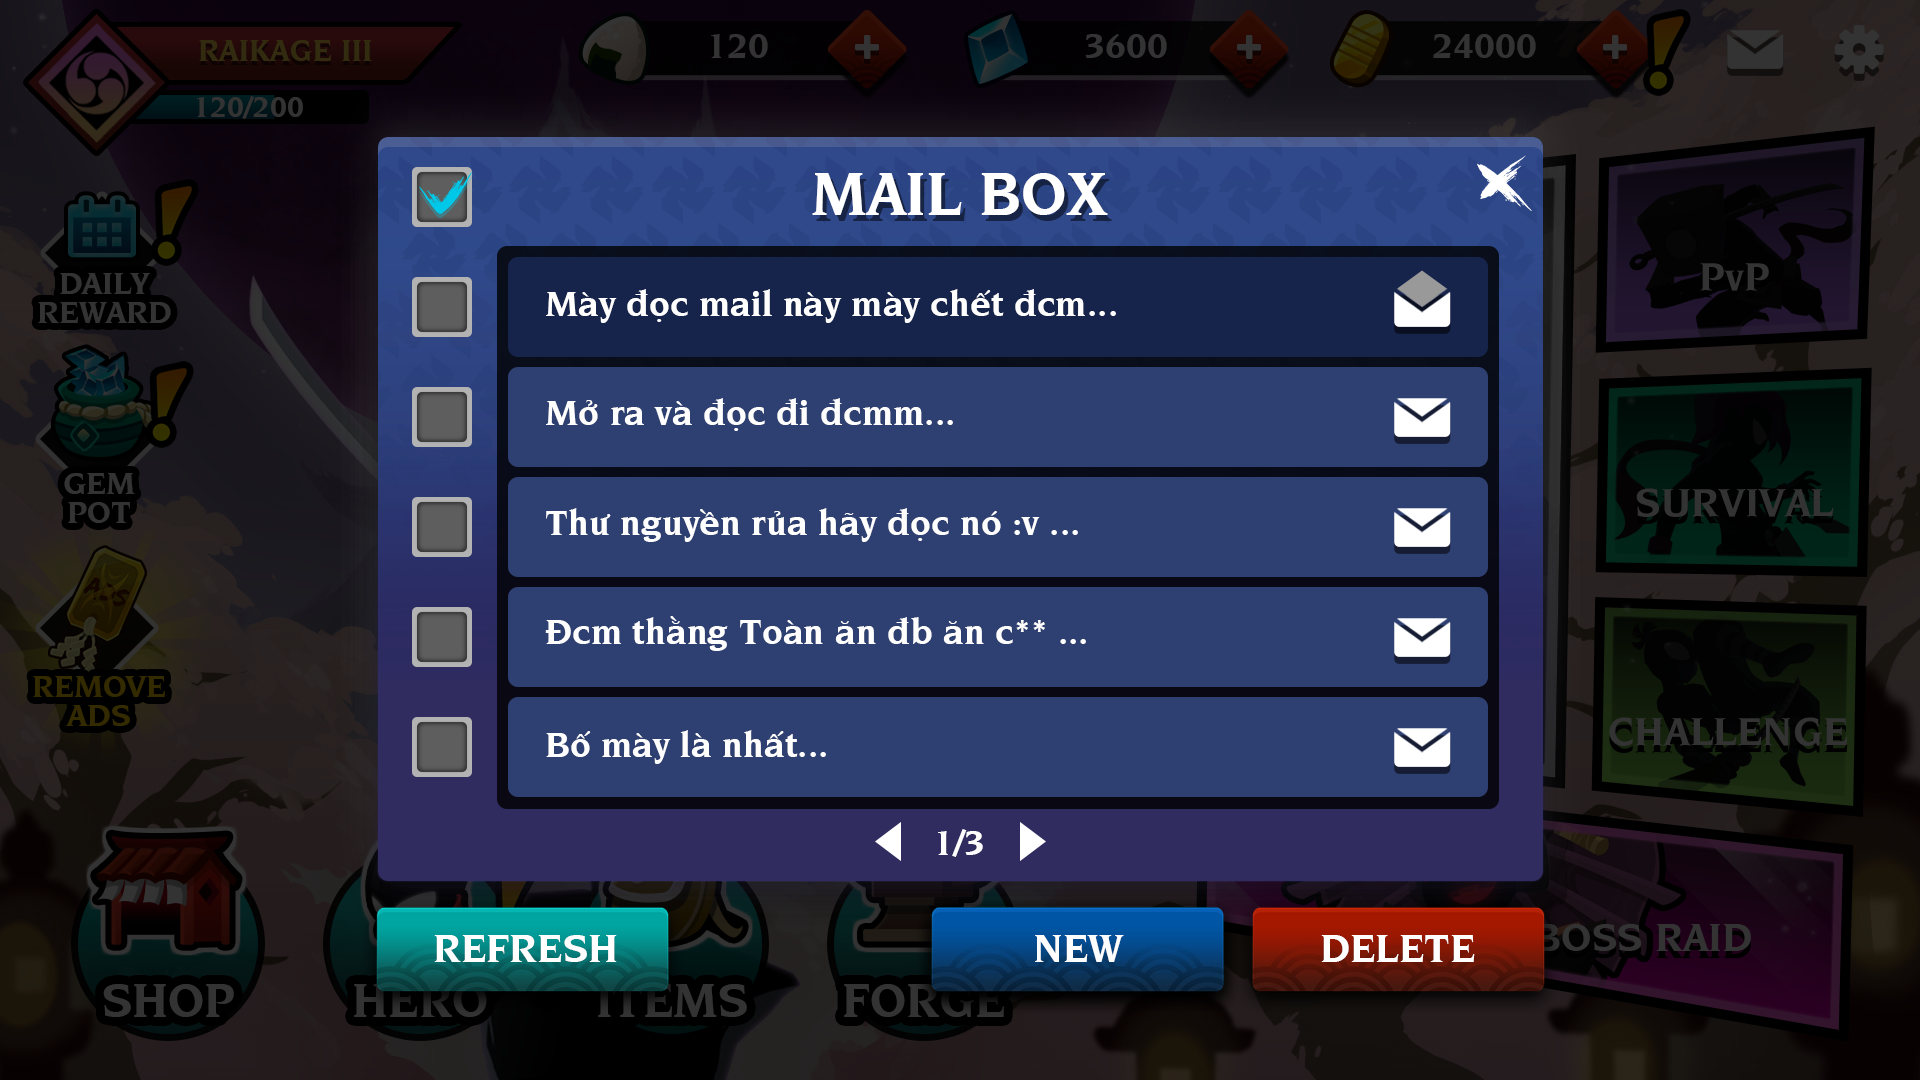 RAIKAGE III
120/200
120
3600
24000
DAILY
REWARD
GEM
POT
ADS
REMOVE
ADS
MAIL BOX
Mày đọc mail này mày chết đcm...
Mở ra và đọc đi đcmm...
Thư nguyền rủa hãy đọc nó :v ...
Đcm thằng Toàn ăn đb ăn c** ...
Bố mày là nhất...
1/3
REFRESH
NEW
DELETE
PvP
SURVIVAL
CHALLENGE
BOSS RAID
SHOP
HERO
ITEMS
FORGE